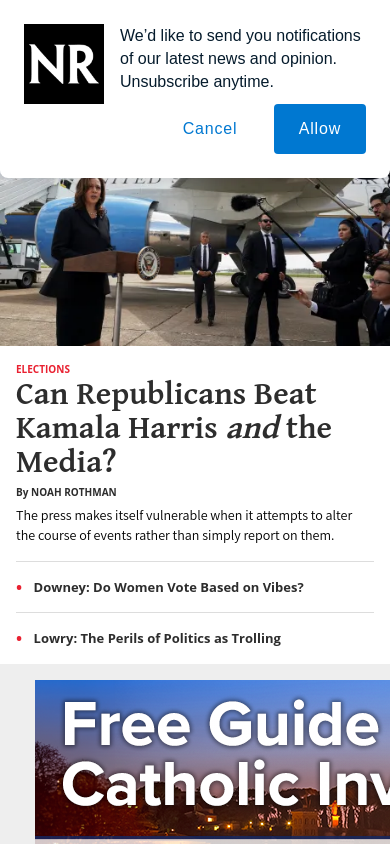 NR
We’d like to send you notifications
of our latest news and opinion.
Unsubscribe anytime.
Cancel
Allow
ELECTIONS
Can Republicans Beat
Kamala Harris and the
Media?
By NOAH ROTHMAN
The press makes itself vulnerable when it attempts to alter
the course of events rather than simply report on them.
Downey: Do Women Vote Based on Vibes?
Lowry: The Perils of Politics as Trolling
Free Guide
Catholic Inv